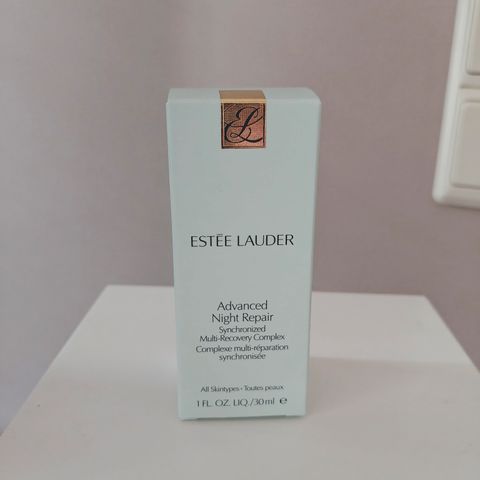 EL
ESTĒE LAUDER
Advanced
Night Repair
Synchronized
Multi-Recovery Complex
Complexe multi-réparation
synchronisée
All Skintypes • Toutes peaux
1 FL. OZ. LIQ./30 ml ℮